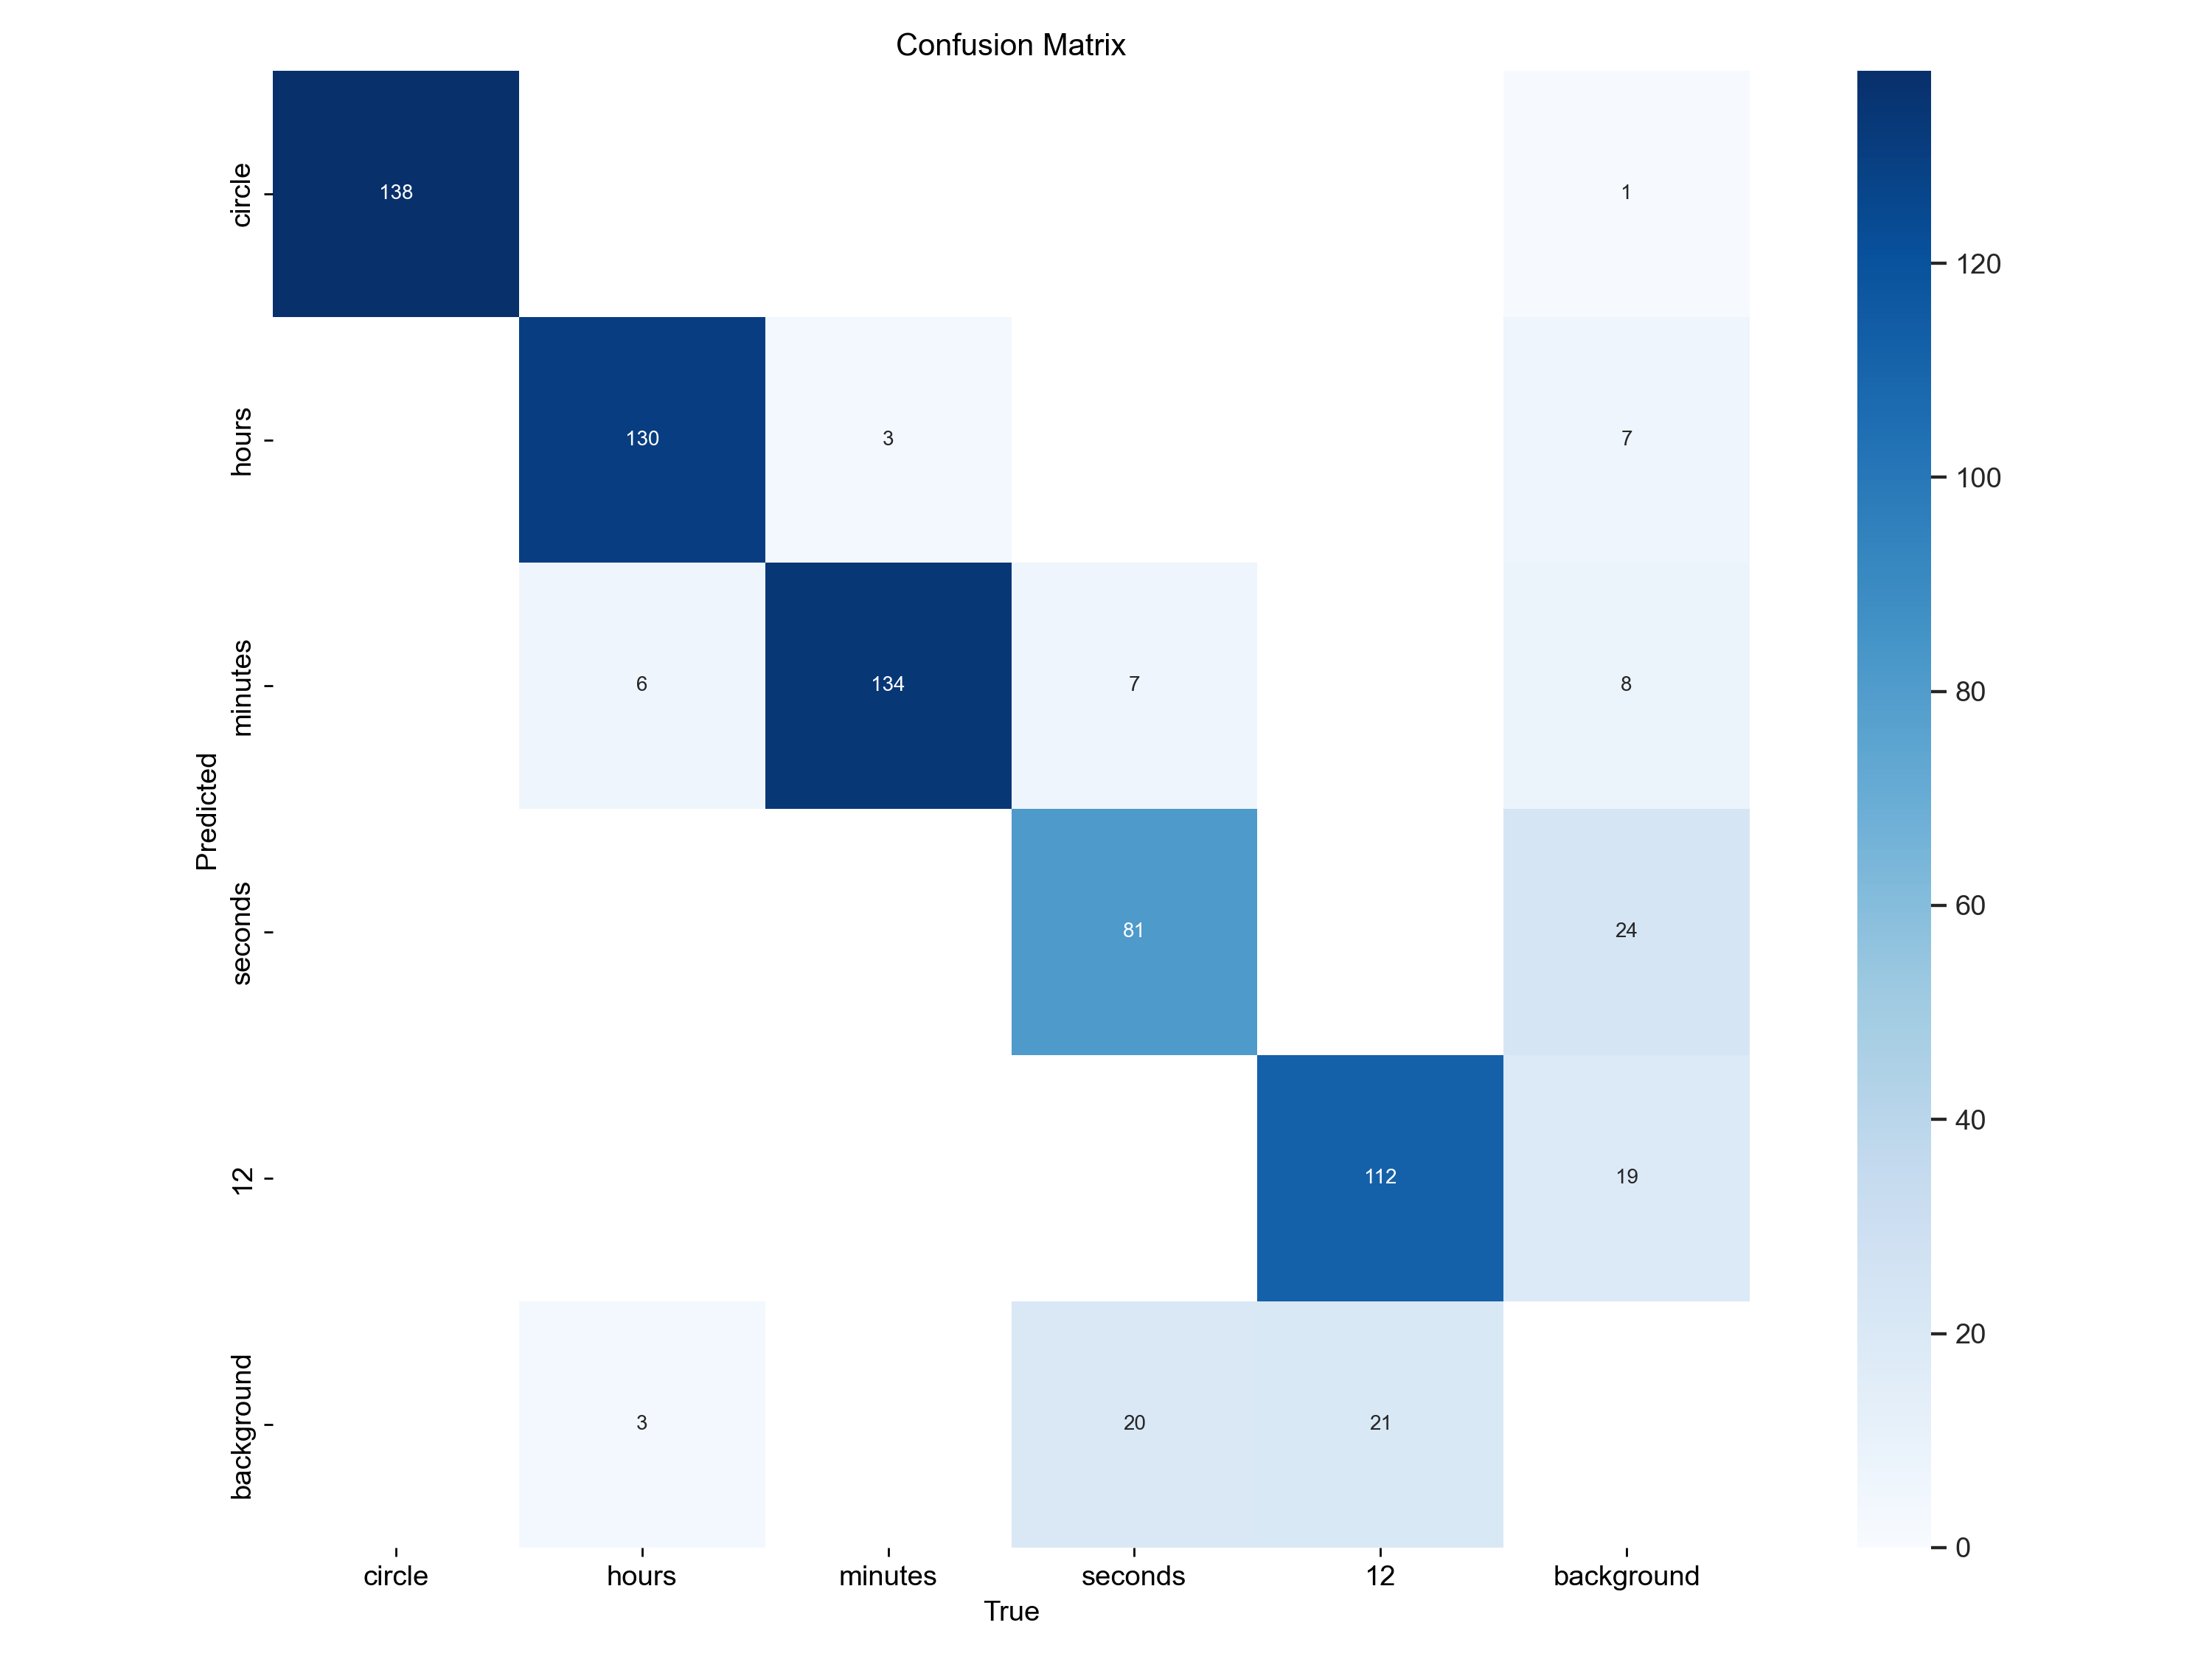 Confusion Matrix
circle 138 1
hours 130 3 7
minutes 6 134 7 8
seconds 81 24
12 112 19
background 3 20 21
circle hours minutes seconds 12 background
True
Predicted
120
100
80
60
40
20
0